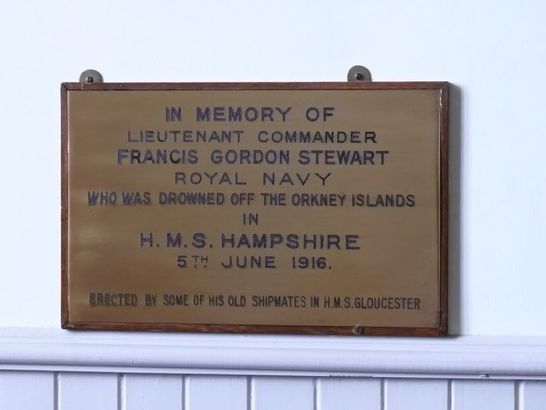 IN MEMORY OF
LIEUTENANT COMMANDER
FRANCIS GORDON STEWART
ROYAL NAVY
WHO WAS DROWNED OFF THE ORKNEY ISLANDS
IN
H.M.S. HAMPSHIRE
5TH JUNE 1916.
ERECTED BY SOME OF HIS OLD SHIPMATES IN H.M.S. GLOUCESTER